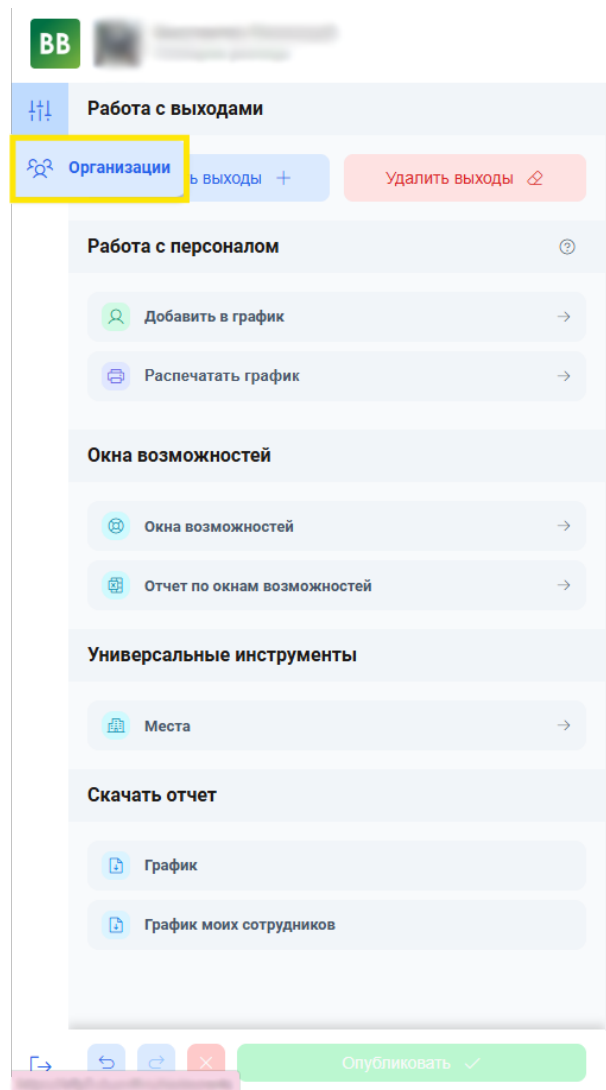 BB
Работа с выходами
Организации
ь выходы +
Удалить выходы
Работа с персоналом
Добавить в график
Распечатать график
Окна возможностей
Окна возможностей
Отчет по окнам возможностей
Универсальные инструменты
Места
Скачать отчет
График
График моих сотрудников
Опубликовать